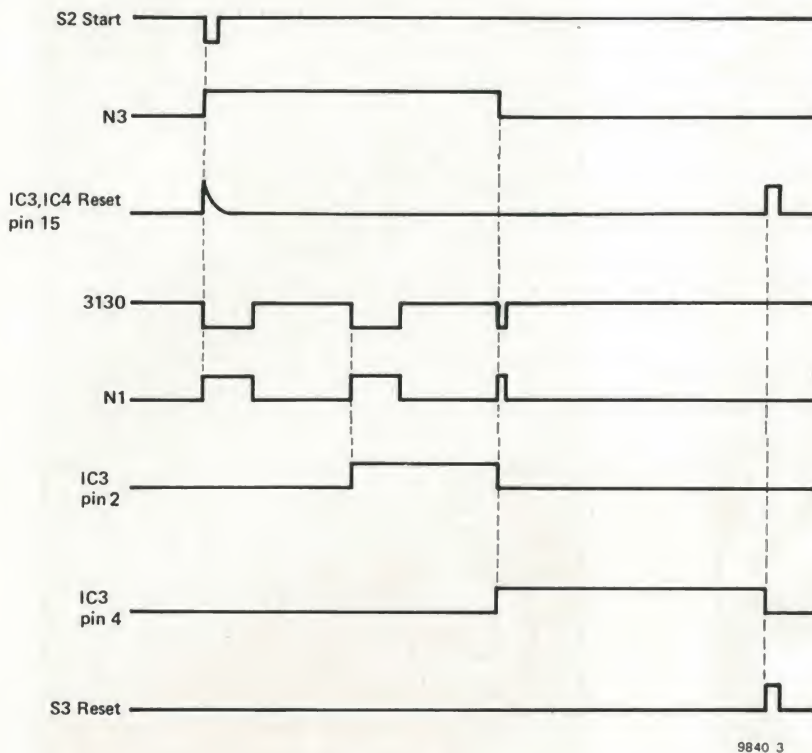 S2 Start
N3
IC3,IC4 Reset
pin 15
3130
N1
IC3
pin 2
IC3
pin 4
S3 Reset
9840 3